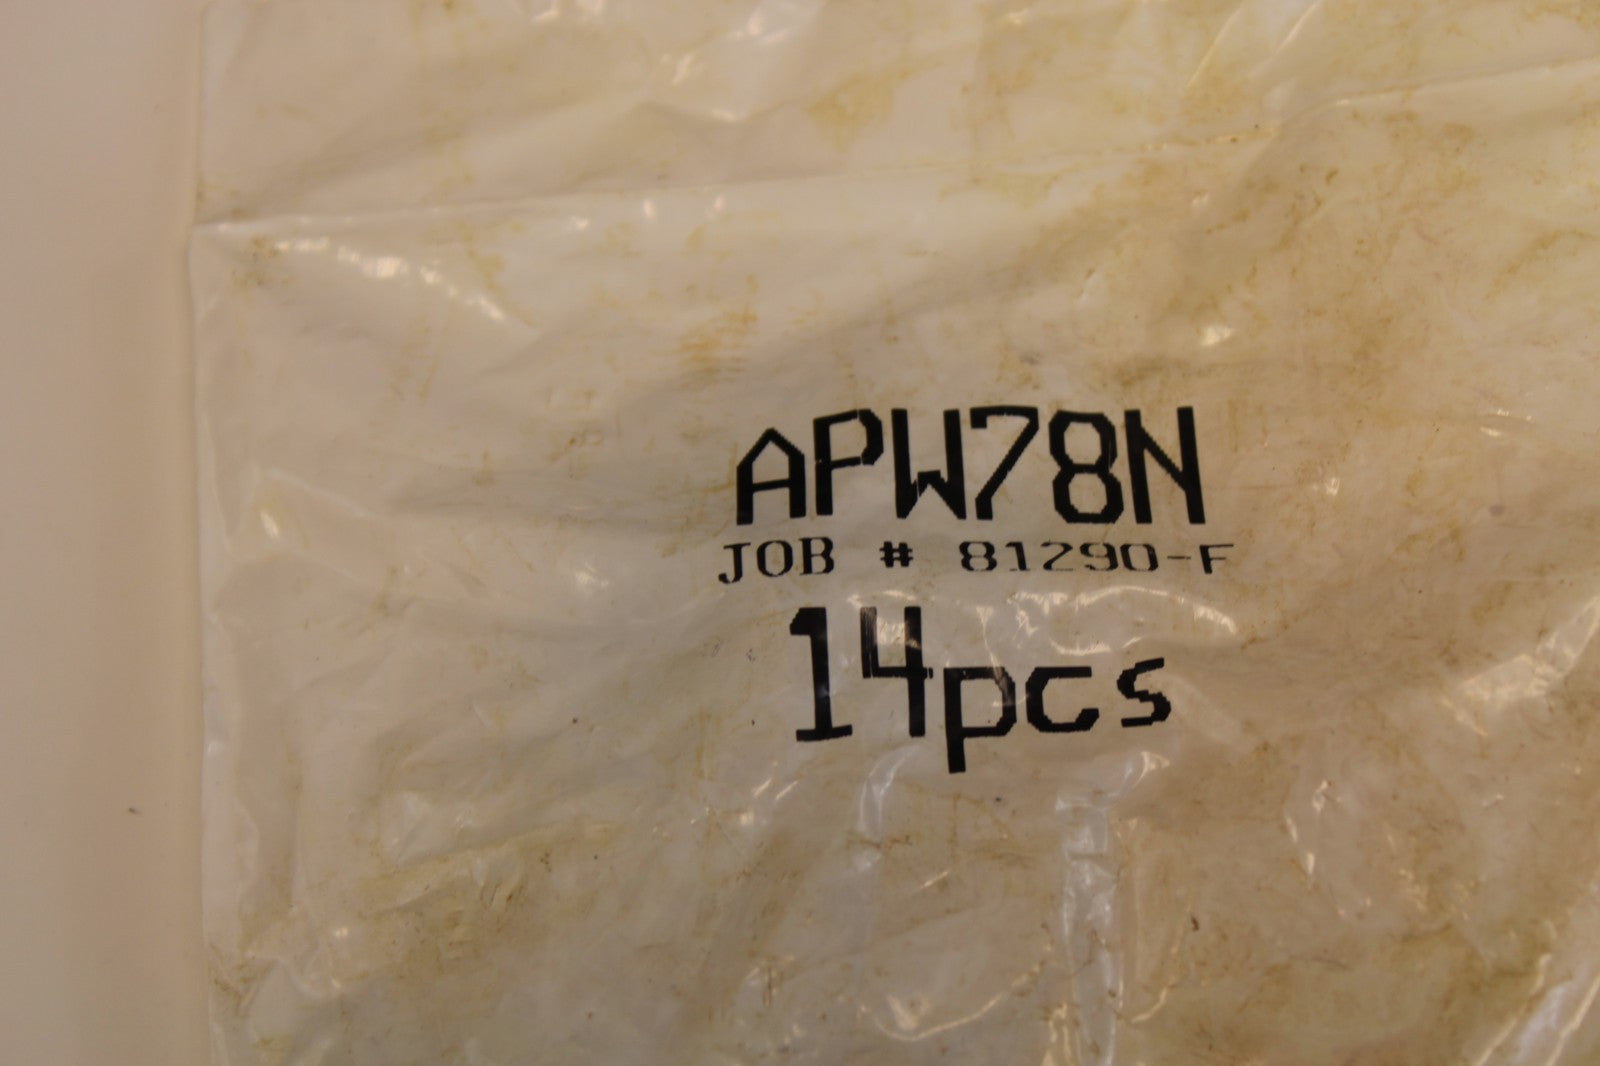 APW78N
JOB # 81290-F
14pcs